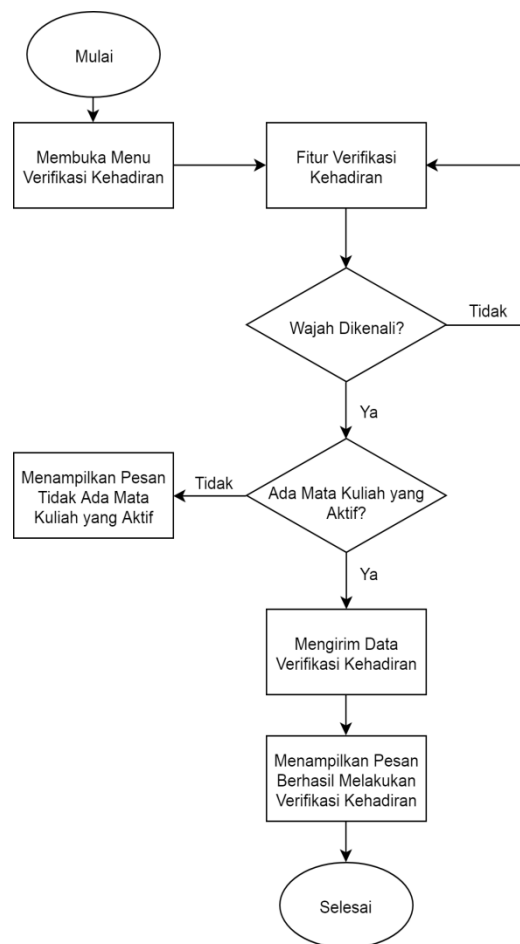 Mulai
Membuka Menu
Verifikasi Kehadiran
Fitur Verifikasi
Kehadiran
Wajah Dikenali?
Tidak
Ya
Ada Mata Kuliah yang
Aktif?
Tidak
Menampilkan Pesan
Tidak Ada Mata
Kuliah yang Aktif
Ya
Mengirim Data
Verifikasi Kehadiran
Menampilkan Pesan
Berhasil Melakukan
Verifikasi Kehadiran
Selesai